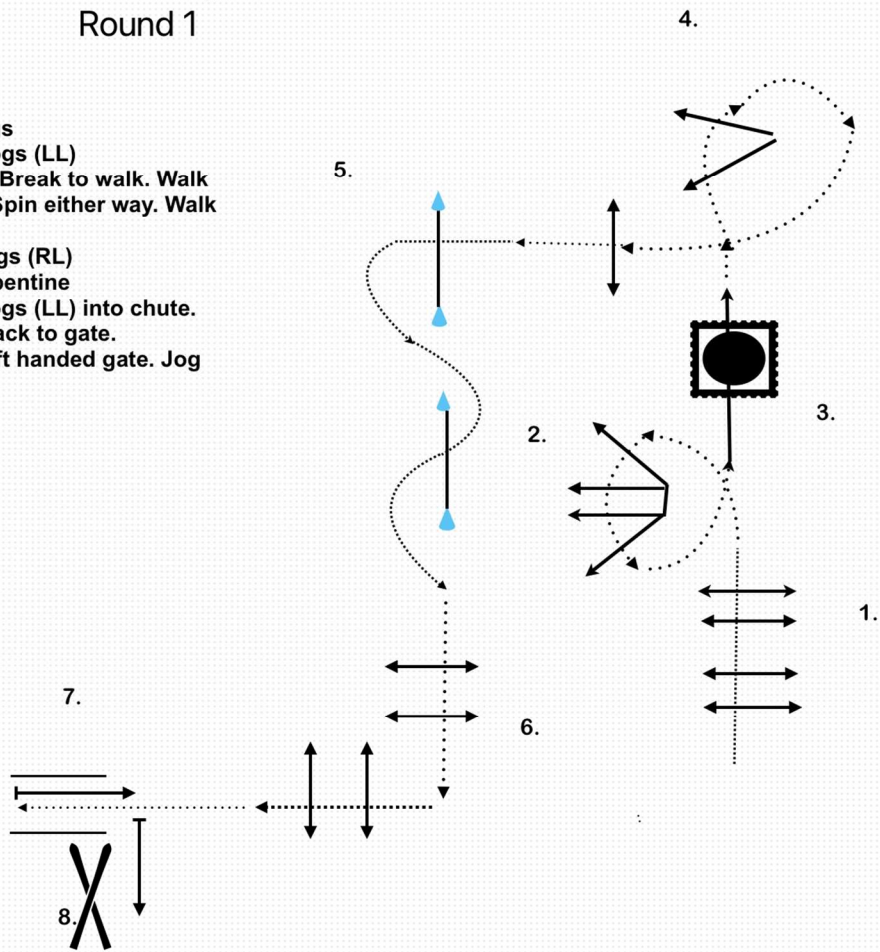 Round 1
4.
gs (LL)
5.
Break to walk. Walk
Spin either way. Walk
gs (RL)
gs (LL) into chute.
ack to gate.
ft handed gate. Jog
3.
2.
1.
7.
6.
8.